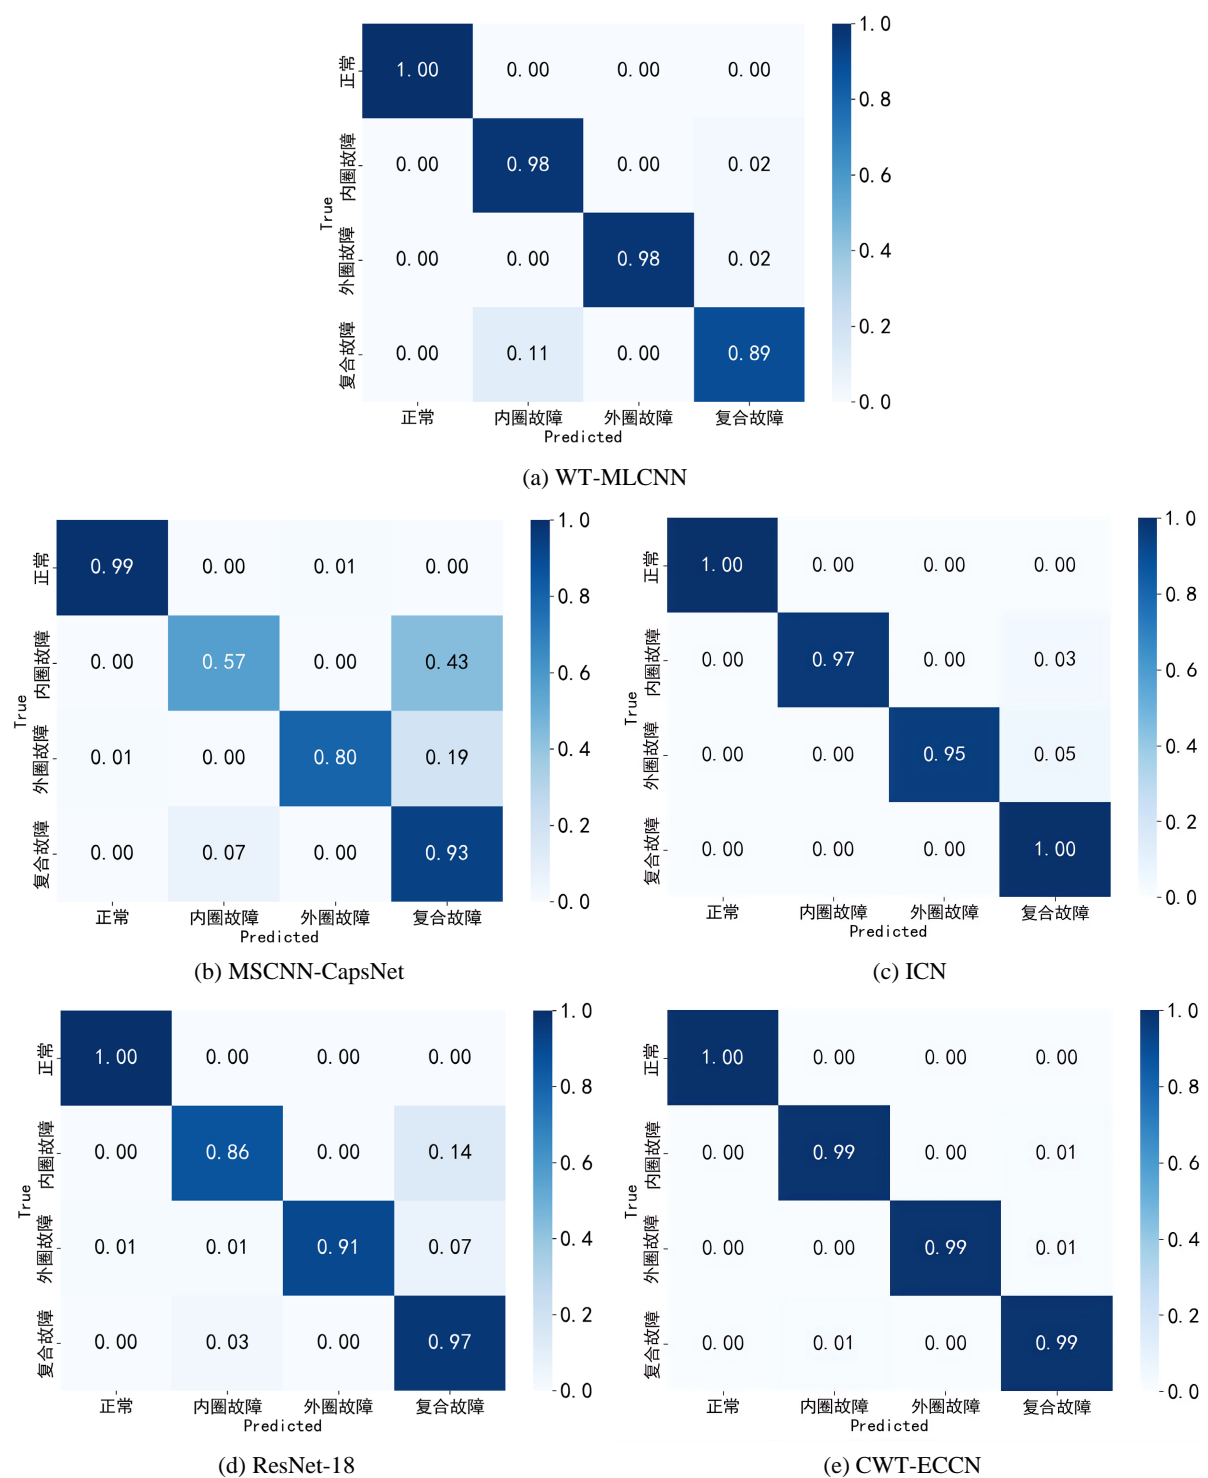 1.0
正常 1.00 0.00 0.00 0.00
0.8
内圈故障 0.00 0.98 0.00 0.02
0.6
True
外圈故障 0.00 0.00 0.98 0.02
0.4
0.2
复合故障 0.00 0.11 0.00 0.89
0.0
正常 内圈故障 外圈故障 复合故障
Predicted
(a) WT-MLCNN
1.0
正常 0.99 0.00 0.01 0.00
0.8
内圈故障 0.00 0.57 0.00 0.43
0.6
True
外圈故障 0.01 0.00 0.80 0.19
0.4
0.2
复合故障 0.00 0.07 0.00 0.93
0.0
正常 内圈故障 外圈故障 复合故障
Predicted
(b) MSCNN-CapsNet
1.0
正常 1.00 0.00 0.00 0.00
0.8
内圈故障 0.00 0.97 0.00 0.03
0.6
True
外圈故障 0.00 0.00 0.95 0.05
0.4
0.2
复合故障 0.00 0.00 0.00 1.00
0.0
正常 内圈故障 外圈故障 复合故障
Predicted
(c) ICN
1.0
正常 1.00 0.00 0.00 0.00
0.8
内圈故障 0.00 0.86 0.00 0.14
0.6
True
外圈故障 0.01 0.01 0.91 0.07
0.4
0.2
复合故障 0.00 0.03 0.00 0.97
0.0
正常 内圈故障 外圈故障 复合故障
Predicted
(d) ResNet-18
1.0
正常 1.00 0.00 0.00 0.00
0.8
内圈故障 0.00 0.99 0.00 0.01
0.6
True
外圈故障 0.00 0.00 0.99 0.01
0.4
0.2
复合故障 0.00 0.01 0.00 0.99
0.0
正常 内圈故障 外圈故障 复合故障
Predicted
(e) CWT-ECCN